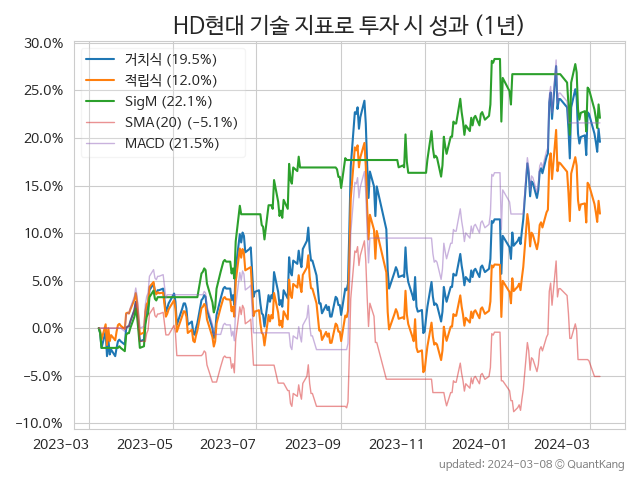 HD현대 기술 지표로 투자 시 성과 (1년)
30.0%
25.0%
20.0%
15.0%
10.0%
5.0%
0.0%
−5.0%
−10.0%
거치식 (19.5%)
적립식 (12.0%)
SigM (22.1%)
SMA(20) (−5.1%)
MACD (21.5%)
2023-03 2023-05 2023-07 2023-09 2023-11 2024-01 2024-03
updated: 2024-03-08 © QuantKang